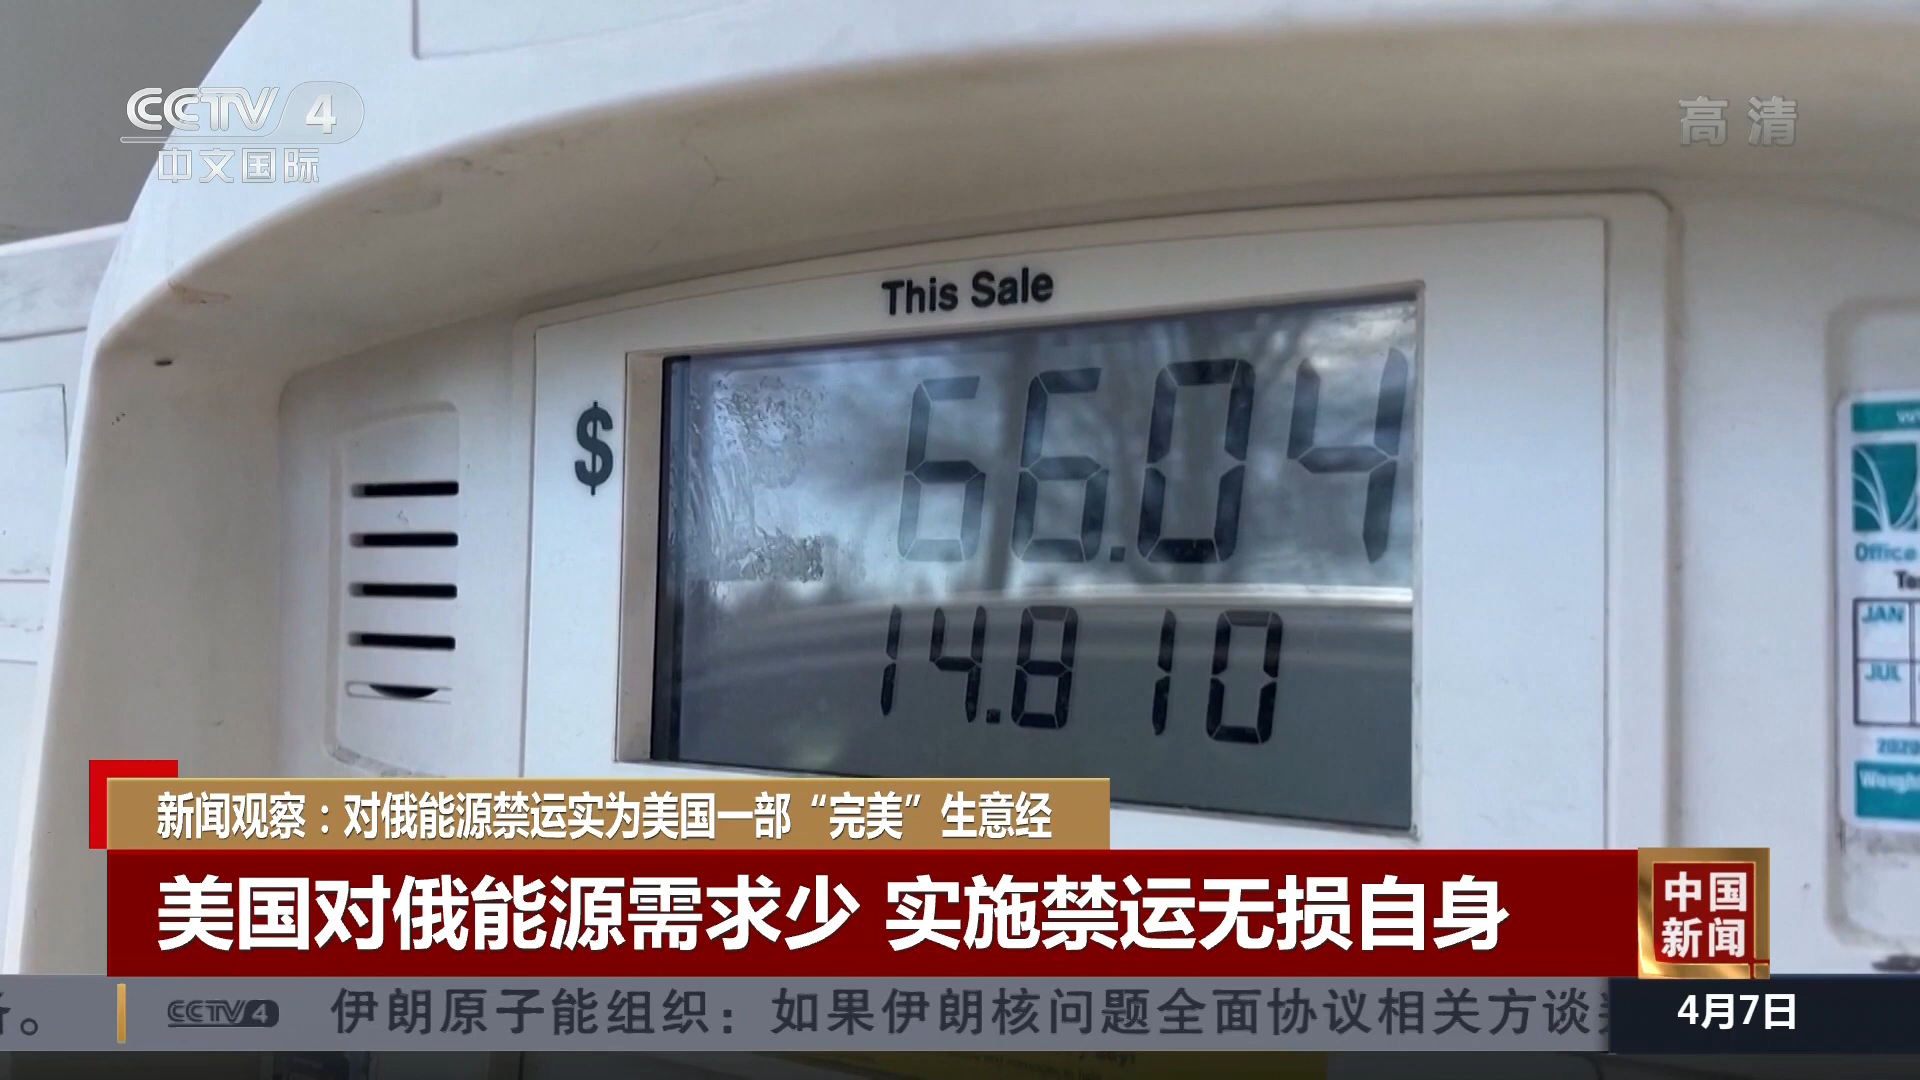 CCTV 4
中文国际
高清
This Sale
$
66.04
14.810
Office
JAN
JUL
2020
新闻观察：对俄能源禁运实为美国一部“完美”生意经
美国对俄能源需求少 实施禁运无损自身
中国
新闻
CCTV 4 伊朗原子能组织：如果伊朗核问题全面协议相关方谈
4月7日